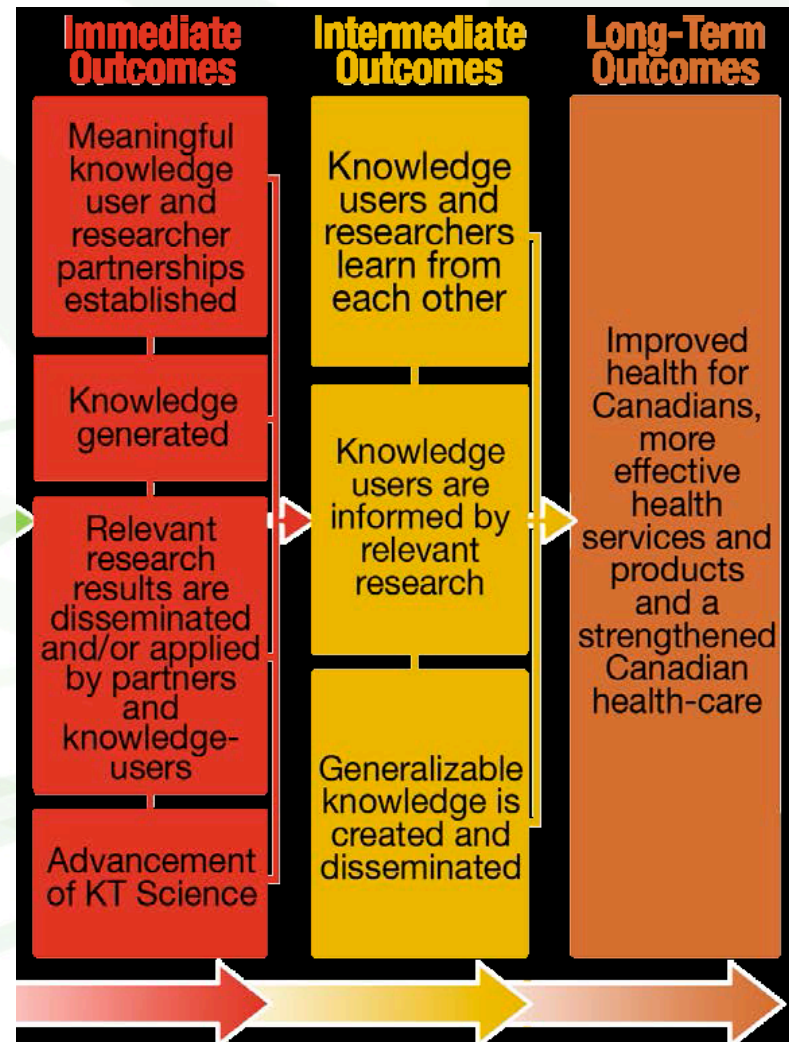 Immediate
Outcomes
Meaningful
knowledge
user and
researcher
partnerships
established
Knowledge
generated
Relevant
research
results are
disseminated
and/or applied
by partners
and
knowledge-
users
Advancement
of KT Science
Intermediate
Outcomes
Knowledge
users and
researchers
learn from
each other
Knowledge
users are
informed by
relevant
research
Generalizable
knowledge is
created and
disseminated
Long-Term
Outcomes
Improved
health for
Canadians,
more
effective
health
services and
products
and a
strengthened
Canadian
health-care